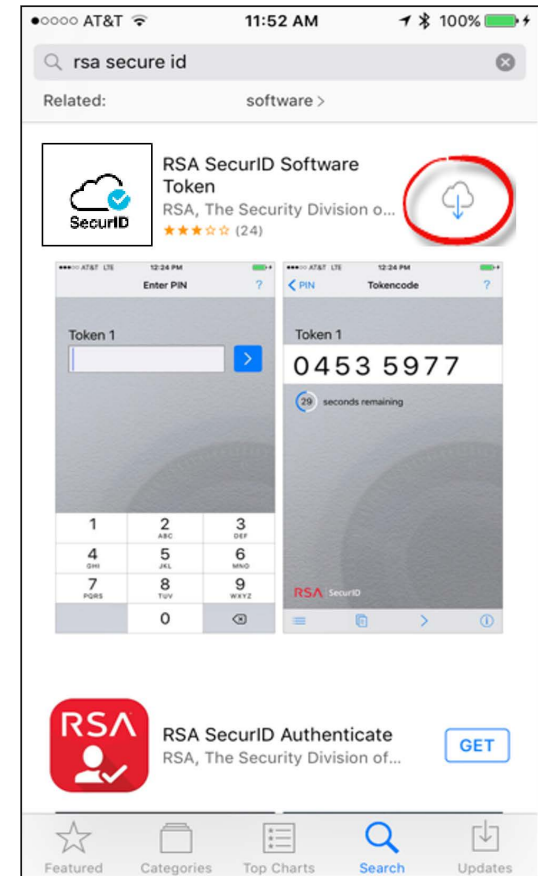 AT&T 11:52 AM 100%
rsa secure id
Related: software >
SecurID
RSA SecurID Software
Token
RSA, The Security Division o...
(24)
AT&T LTE 12:24 PM
Enter PIN ?
Token 1
1 2 3
ABC DEF
4 5 6
GHI JKL MNO
7 8 9
PQRS TUV WXYZ
0
AT&T LTE 12:24 PM
PIN Tokencode ?
Token 1
0453 5977
29 seconds remaining
RSA SecurID
RSA
RSA SecurID Authenticate
RSA, The Security Division of...
GET
Featured Categories Top Charts Search Updates